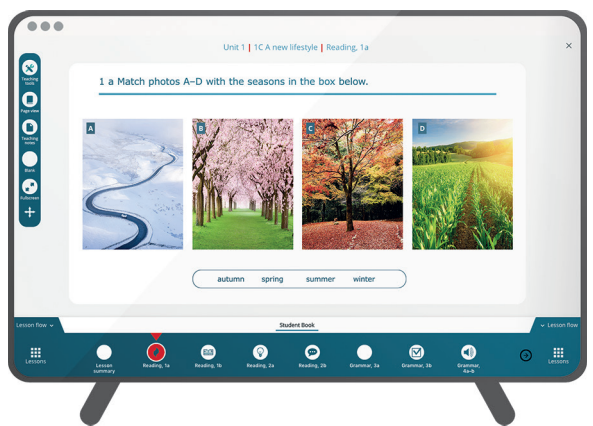 Unit 1 | 1C A new lifestyle | Reading, 1a
Teaching tools
Page view
Teaching notes
Blank
Fullscreen
1 a Match photos A–D with the seasons in the box below.
A
B
C
D
autumn spring summer winter
Lesson flow
Student Book
Lesson flow
Lessons
Lesson summary
Reading, 1a
Reading, 1b
Reading, 2a
Reading, 2b
Grammar, 3a
Grammar, 3b
Grammar, 4a-b
Lessons